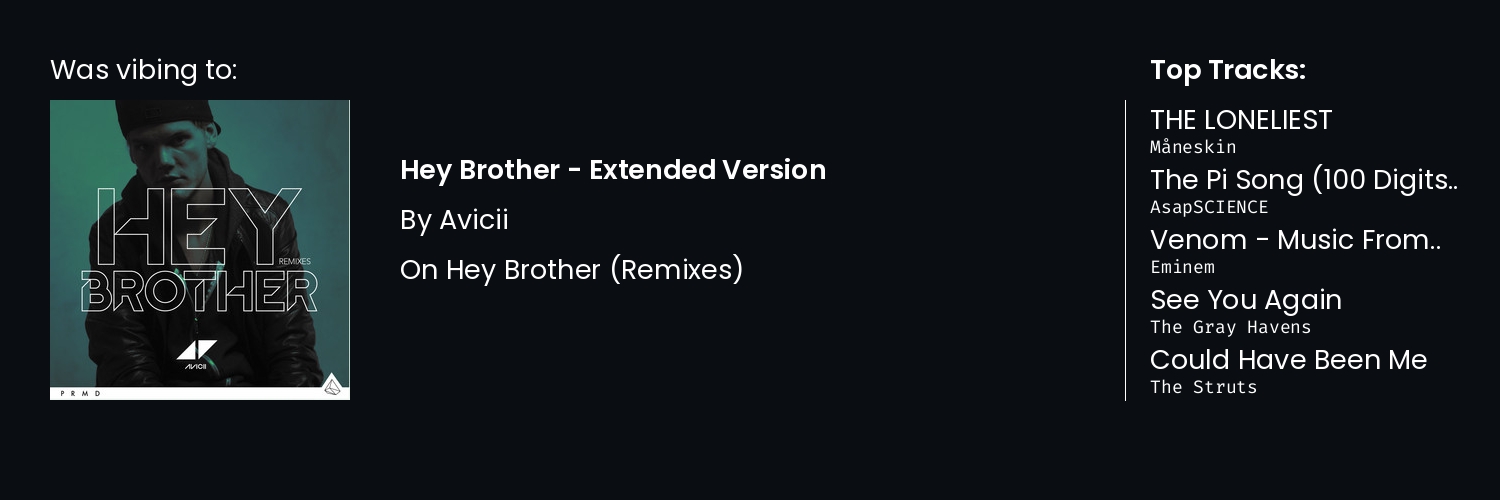 Was vibing to:
HEY
REMIXES
BROTHER
AVICII
PRMD
Hey Brother - Extended Version
By Avicii
On Hey Brother (Remixes)
Top Tracks:
THE LONELIEST
Måneskin
The Pi Song (100 Digits..
AsapSCIENCE
Venom - Music From..
Eminem
See You Again
The Gray Havens
Could Have Been Me
The Struts